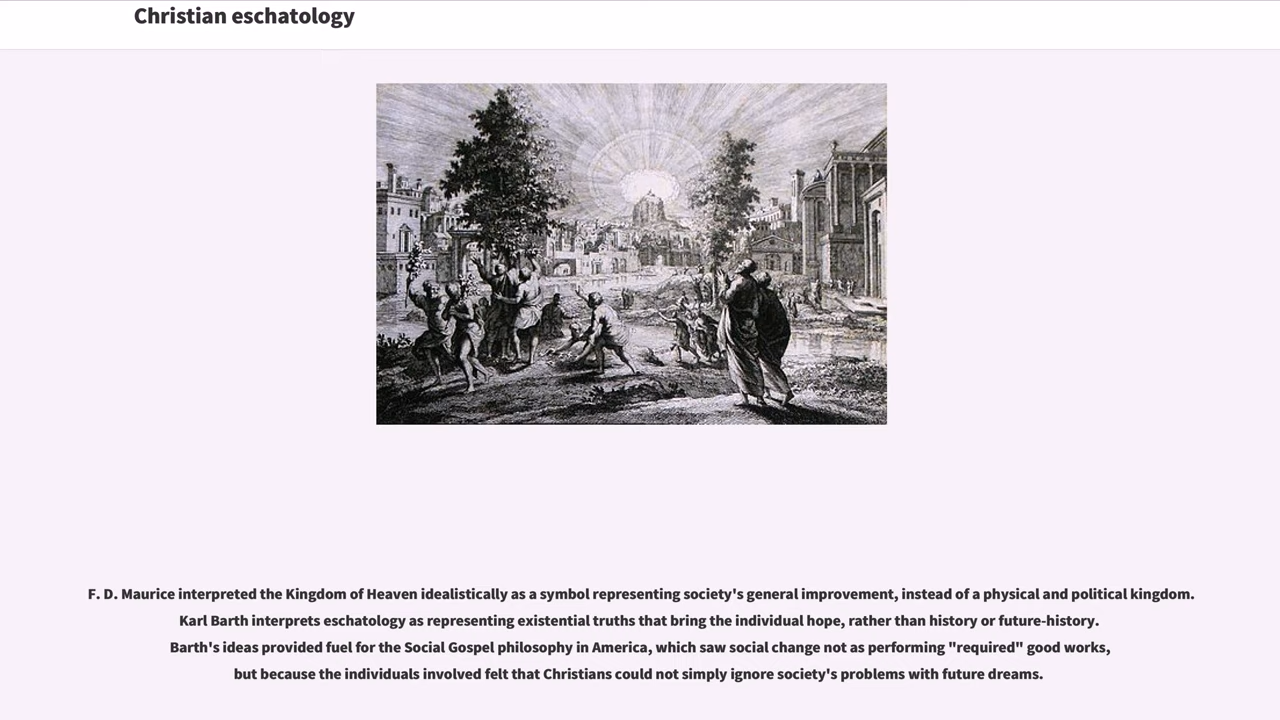 Christian eschatology
F. D. Maurice interpreted the Kingdom of Heaven idealistically as a symbol representing society's general improvement, instead of a physical and political kingdom.
Karl Barth interprets eschatology as representing existential truths that bring the individual hope, rather than history or future-history.
Barth's ideas provided fuel for the Social Gospel philosophy in America, which saw social change not as performing "required" good works,
but because the individuals involved felt that Christians could not simply ignore society's problems with future dreams.